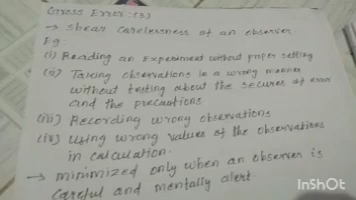 Gross Error :(3)
→ Shear carelessness of an observer
Eg
(i) Reading an Experiment without proper setting
(ii) Taking observations in a wrong manner
without testing about the secures of error
and the precautions
(iii) Recording wrong observations
(iv) Using wrong values of the observations
in calculation.
→ minimized only when an observer is
careful and mentally alert.
InShOt